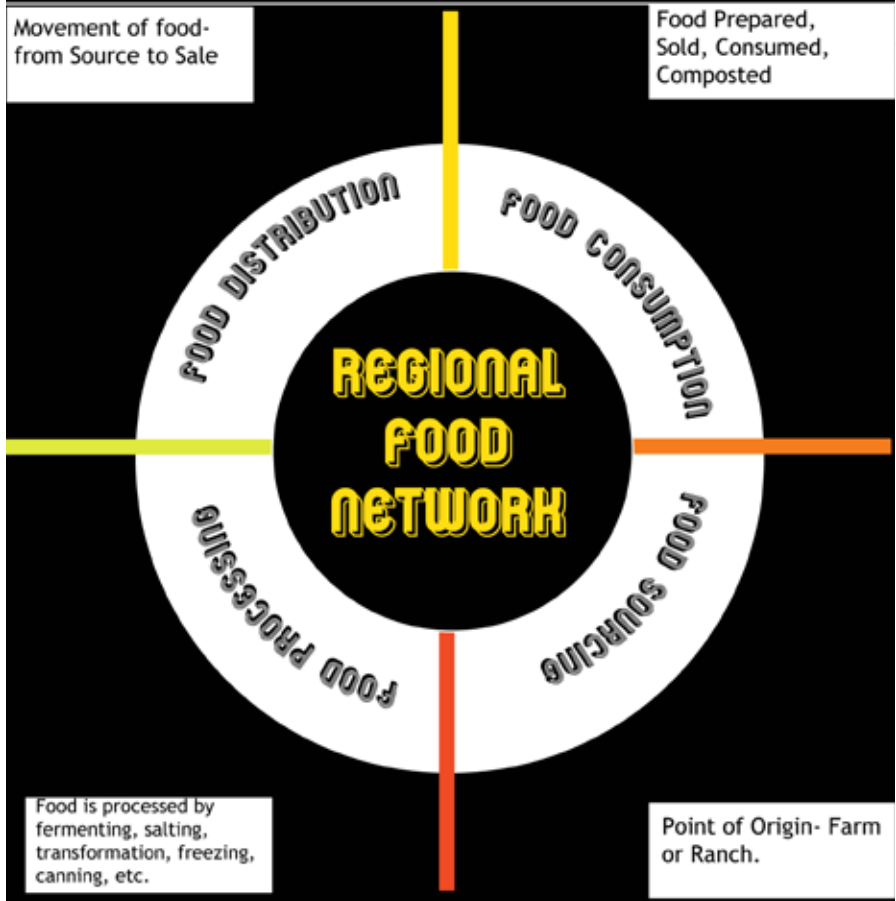 Movement of food-
from Source to Sale
Food Prepared,
Sold, Consumed,
Composted
FOOD DISTRIBUTION
FOOD CONSUMPTION
REGIONAL
FOOD
NETWORK
FOOD PROCESSING
FOOD SOURCING
Food is processed by
fermenting, salting,
transformation, freezing,
canning, etc.
Point of Origin- Farm
or Ranch.